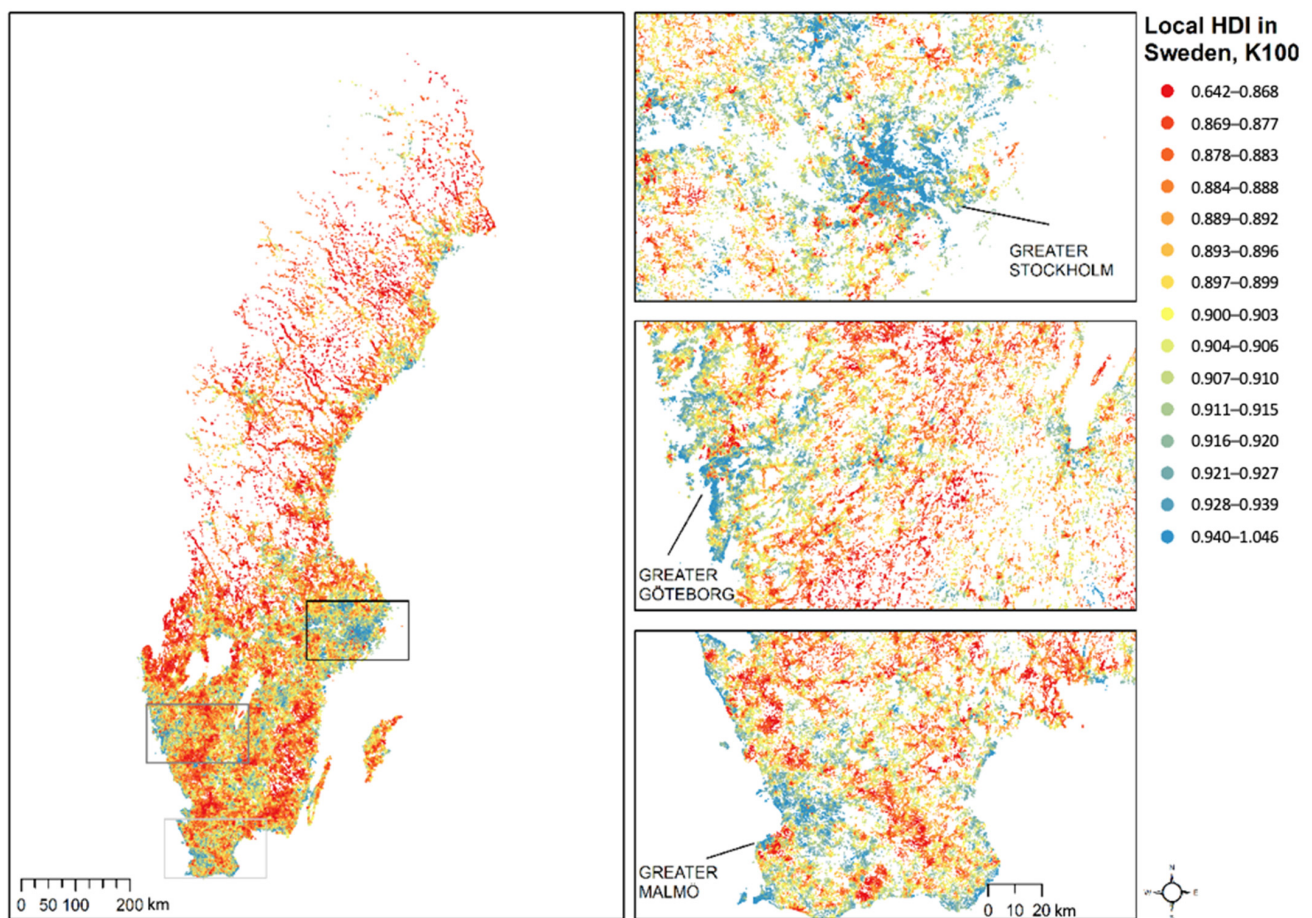 Local HDI in
Sweden, K100
0.642–0.868
0.869–0.877
0.878–0.883
0.884–0.888
0.889–0.892
0.893–0.896
0.897–0.899
0.900–0.903
0.904–0.906
0.907–0.910
0.911–0.915
0.916–0.920
0.921–0.927
0.928–0.939
0.940–1.046
GREATER
STOCKHOLM
GREATER
GÖTEBORG
GREATER
MALMÖ
0 50 100 200 km
0 10 20 km
N
W E